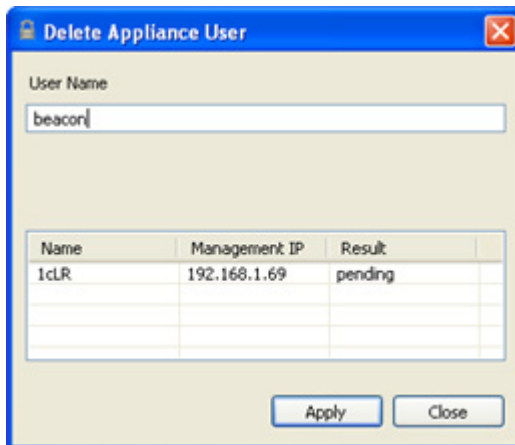 Delete Appliance User
User Name
beacon
Name Management IP Result
1cLR 192.168.1.69 pending
Apply Close